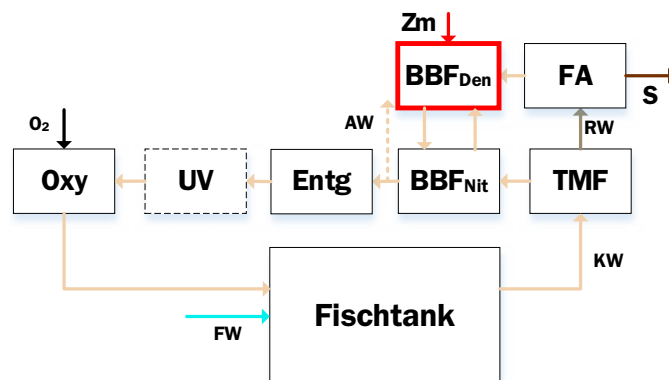 Zm
BBFDen
FA
S
O2
AW
RW
Oxy
UV
Entg
BBFNit
TMF
KW
Fischtank
FW